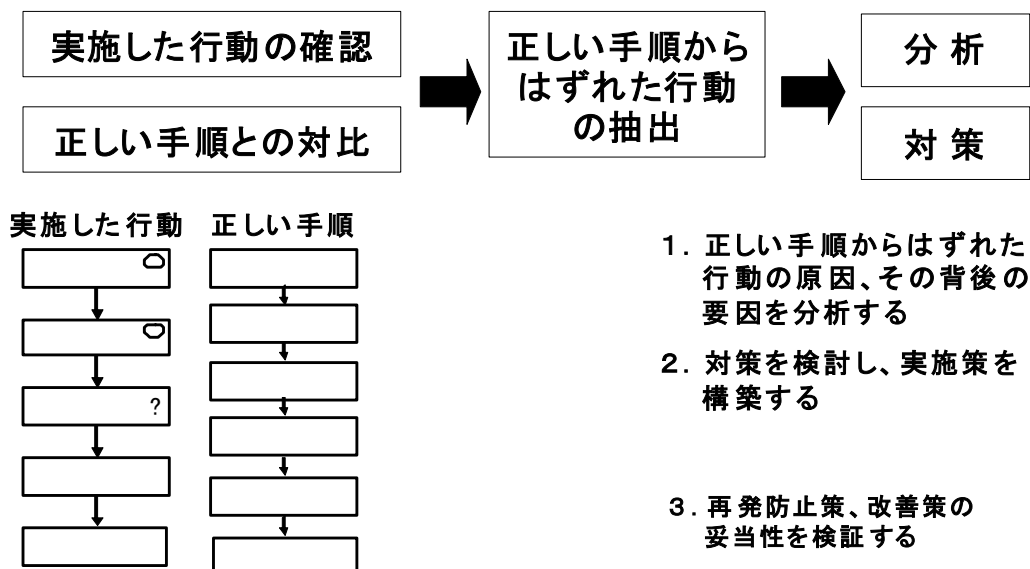 実施した行動の確認
正しい手順との対比
正しい手順から
はずれた行動
の抽出
分析
対策
実施した行動
正しい手順
?
1. 正しい手順からはずれた
行動の原因、その背後の
要因を分析する
2. 対策を検討し、実施策を
構築する
3. 再発防止策、改善策の
妥当性を検証する